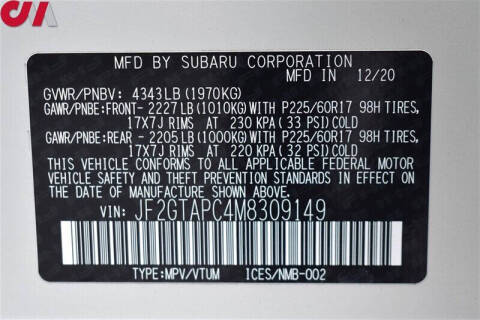 CIA
MFD BY SUBARU CORPORATION
MFD IN 12/20
GVWR/PNBV: 4343LB (1970KG)
GAWR/PNBE:FRONT- 2227LB (1010KG) WITH P225/60R17 98H TIRES,
17X7J RIMS AT 230 KPA (33 PSI) COLD
GAWR/PNBE:REAR - 2205LB (1000KG) WITH P225/60R17 98H TIRES,
17X7J RIMS AT 220 KPA (32 PSI) COLD
THIS VEHICLE CONFORMS TO ALL APPLICABLE FEDERAL MOTOR
VEHICLE SAFETY AND THEFT PREVENTION STANDARDS IN
EFFECT ON THE DATE OF MANUFACTURE SHOWN ABOVE.
VIN: JF2GTAPC4M8309149
TYPE:MPV/VTUM ICES/NMB-002